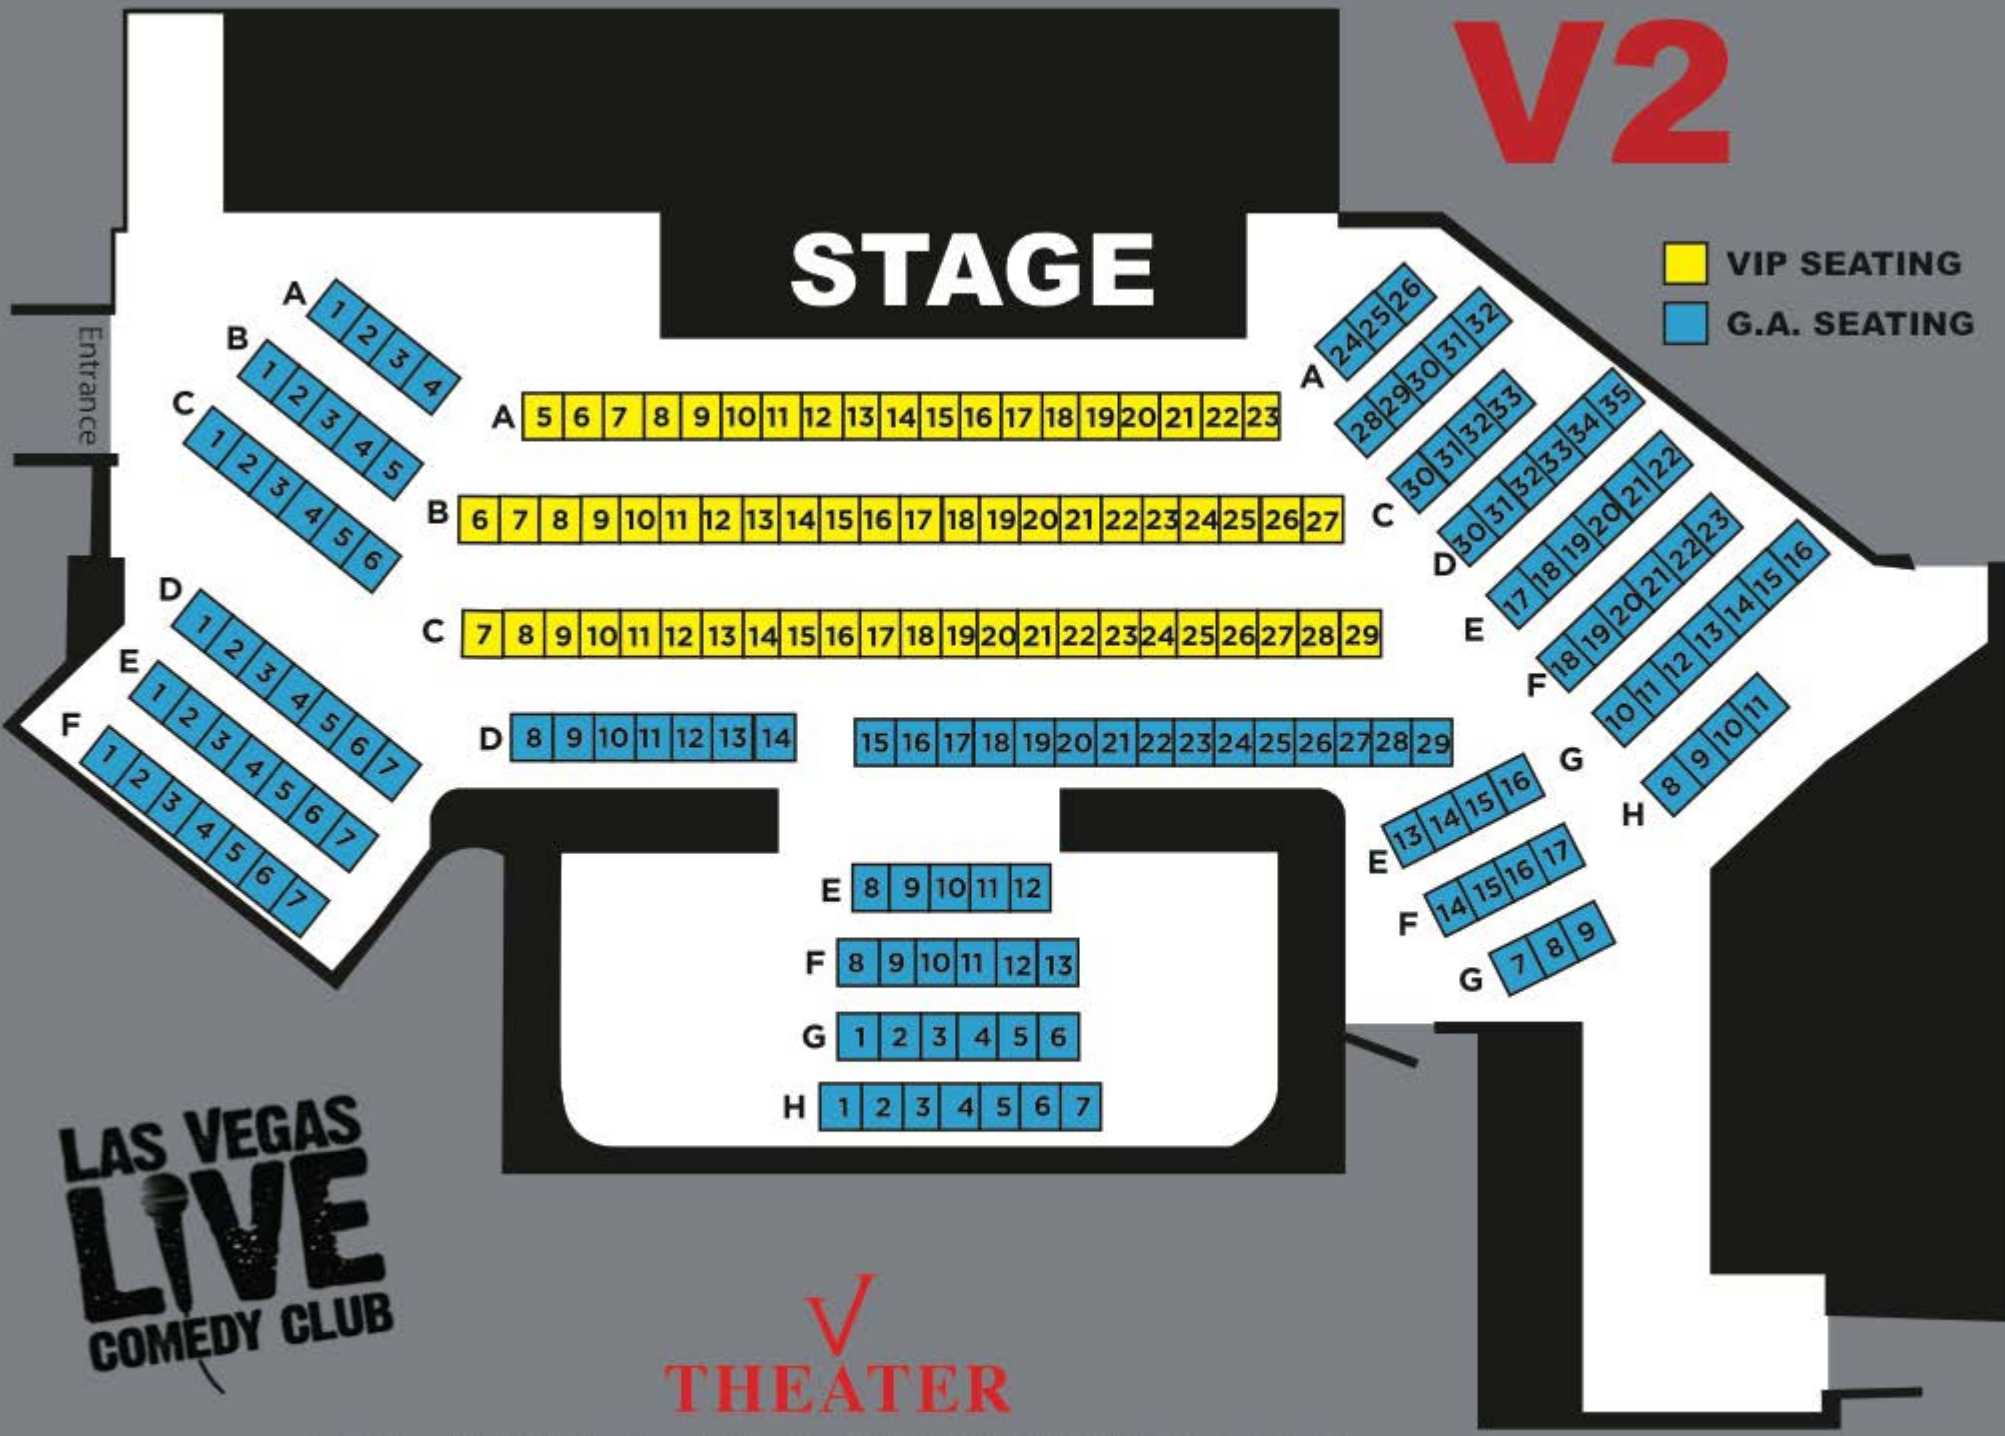 V2
STAGE
VIP SEATING
G.A. SEATING
Entrance
A 1 2 3 4
B 1 2 3 4 5
C 1 2 3 4 5 6
D 1 2 3 4 5 6 7
E 1 2 3 4 5 6 7
F 1 2 3 4 5 6 7
A 5 6 7 8 9 10 11 12 13 14 15 16 17 18 19 20 21 22 23
B 6 7 8 9 10 11 12 13 14 15 16 17 18 19 20 21 22 23 24 25 26 27
C 7 8 9 10 11 12 13 14 15 16 17 18 19 20 21 22 23 24 25 26 27 28 29
D 8 9 10 11 12 13 14 15 16 17 18 19 20 21 22 23 24 25 26 27 28 29
A 24 25 26
28 29 30 31 32
C 30 31 32 33
D 30 31 32 33 34 35
E 17 18 19 20 21 22
F 18 19 20 21 22 23
G 10 11 12 13 14 15 16
H 8 9 10 11
E 13 14 15 16
F 14 15 16 17
G 7 8 9
E 8 9 10 11 12
F 8 9 10 11 12 13
G 1 2 3 4 5 6
H 1 2 3 4 5 6 7
LAS VEGAS
LIVE
COMEDY CLUB
V
THEATER